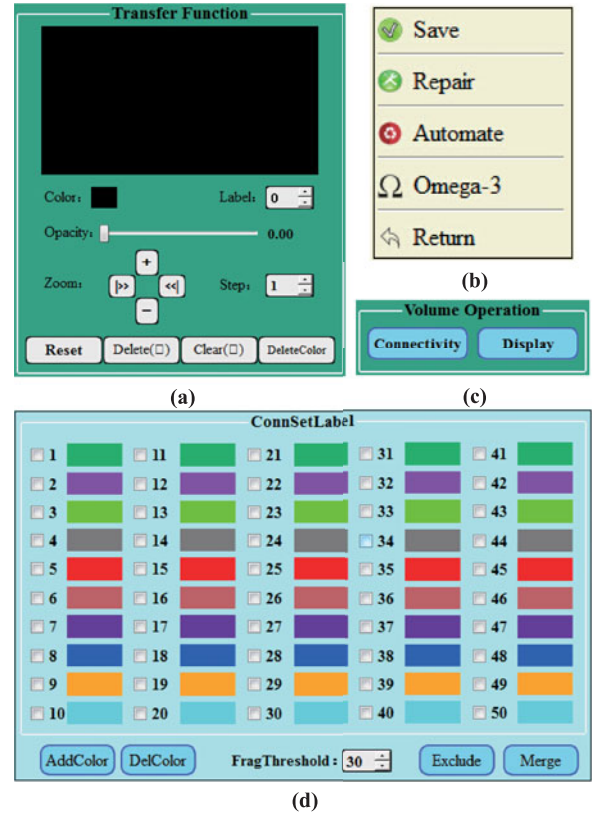 Transfer Function
Color: Label: 0
Opacity: 0.00
Zoom: + |>> <<| − Step: 1
Reset Delete(□) Clear(□) DeleteColor
(a)
Save
Repair
Automate
Ω Omega-3
Return
(b)
Volume Operation
Connectivity Display
(c)
ConnSetLabel
1 11 21 31 41
2 12 22 32 42
3 13 23 33 43
4 14 24 34 44
5 15 25 35 45
6 16 26 36 46
7 17 27 37 47
8 18 28 38 48
9 19 29 39 49
10 20 30 40 50
AddColor DelColor FragThreshold: 30 Exclude Merge
(d)